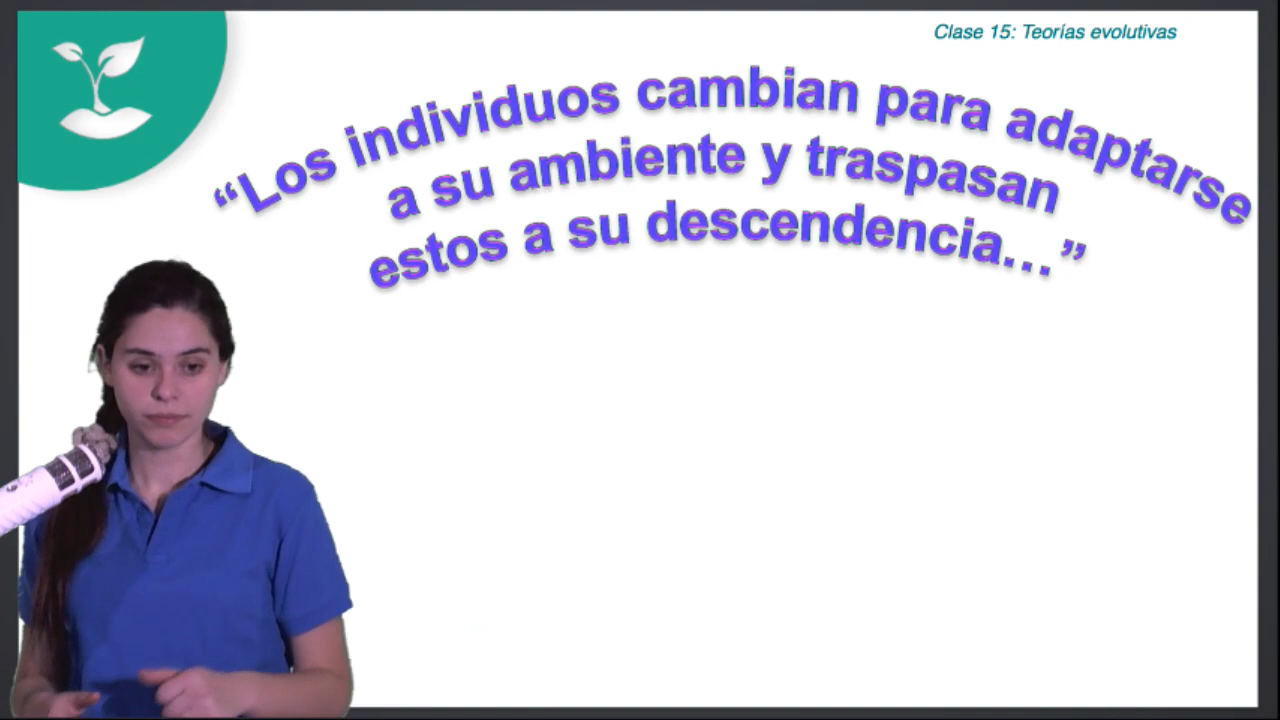 Clase 15: Teorías evolutivas
“Los individuos cambian para adaptarse
a su ambiente y traspasan
estos a su descendencia...”